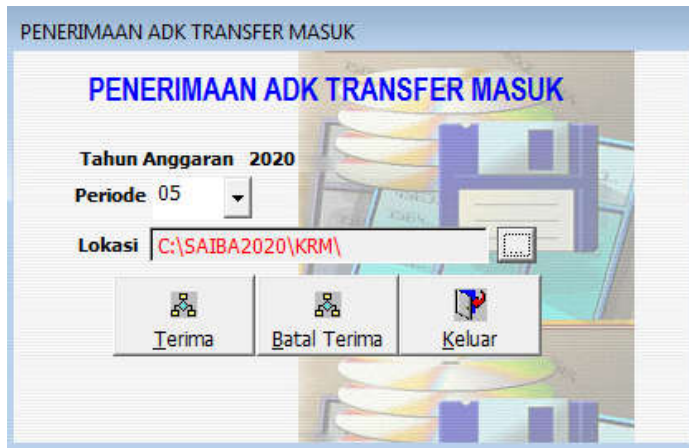 PENERIMAAN ADK TRANSFER MASUK
PENERIMAAN ADK TRANSFER MASUK
Tahun Anggaran 2020
Periode 05
Lokasi C:\SAIBA2020\KRM\ ...
Terima Batal Terima Keluar